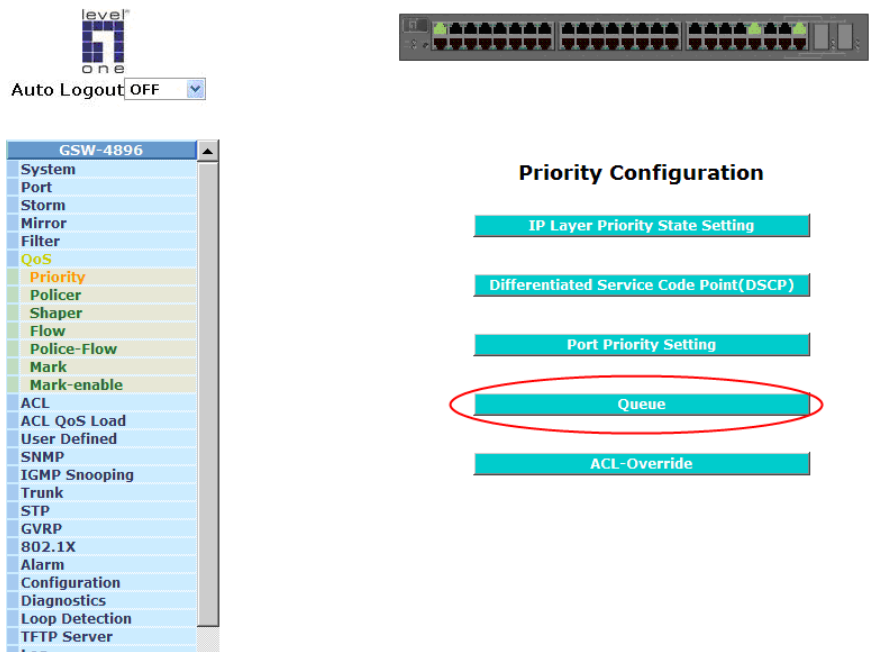 level
one
Auto Logout OFF
GSW-4896
System
Port
Storm
Mirror
Filter
QoS
Priority
Policer
Shaper
Flow
Police-Flow
Mark
Mark-enable
ACL
ACL QoS Load
User Defined
SNMP
IGMP Snooping
Trunk
STP
GVRP
802.1X
Alarm
Configuration
Diagnostics
Loop Detection
TFTP Server
Priority Configuration
IP Layer Priority State Setting
Differentiated Service Code Point(DSCP)
Port Priority Setting
Queue
ACL-Override